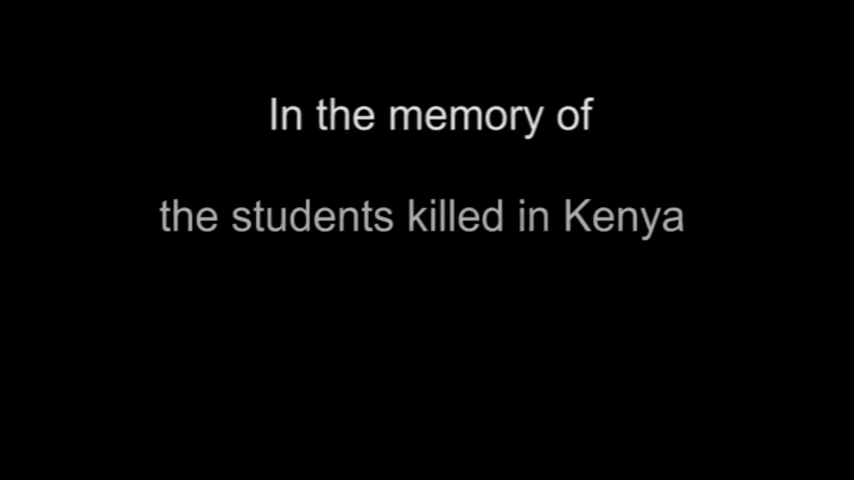 In the memory of
the students killed in Kenya